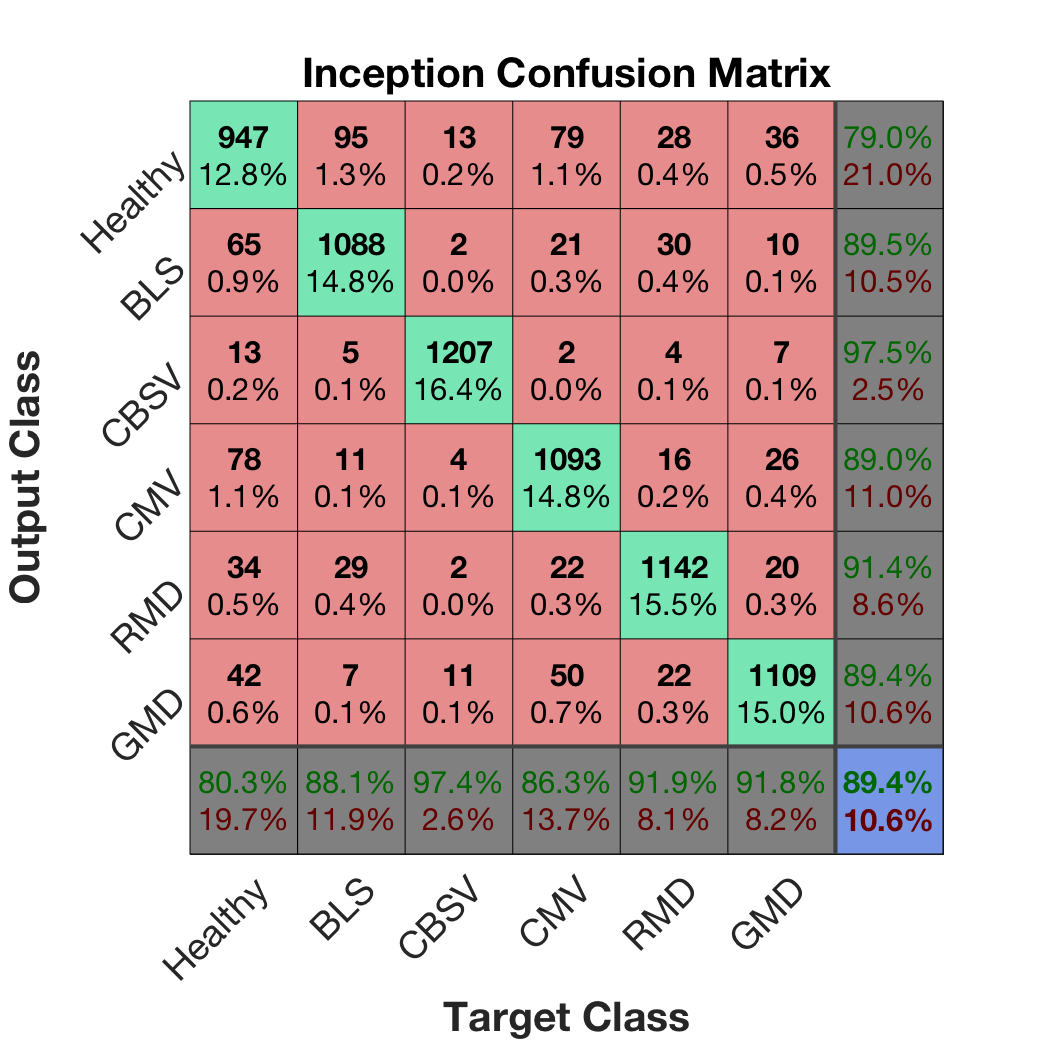 Inception Confusion Matrix
947 95 13 79 28 36 79.0%
12.8% 1.3% 0.2% 1.1% 0.4% 0.5% 21.0%
Healthy
65 1088 2 21 30 10 89.5%
0.9% 14.8% 0.0% 0.3% 0.4% 0.1% 10.5%
BLS
13 5 1207 2 4 7 97.5%
0.2% 0.1% 16.4% 0.0% 0.1% 0.1% 2.5%
CBSV
78 11 4 1093 16 26 89.0%
1.1% 0.1% 0.1% 14.8% 0.2% 0.4% 11.0%
CMV
34 29 2 22 1142 20 91.4%
0.5% 0.4% 0.0% 0.3% 15.5% 0.3% 8.6%
RMD
42 7 11 50 22 1109 89.4%
0.6% 0.1% 0.1% 0.7% 0.3% 15.0% 10.6%
GMD
80.3% 88.1% 97.4% 86.3% 91.9% 91.8% 89.4%
19.7% 11.9% 2.6% 13.7% 8.1% 8.2% 10.6%
Output Class
Healthy BLS CBSV CMV RMD GMD
Target Class